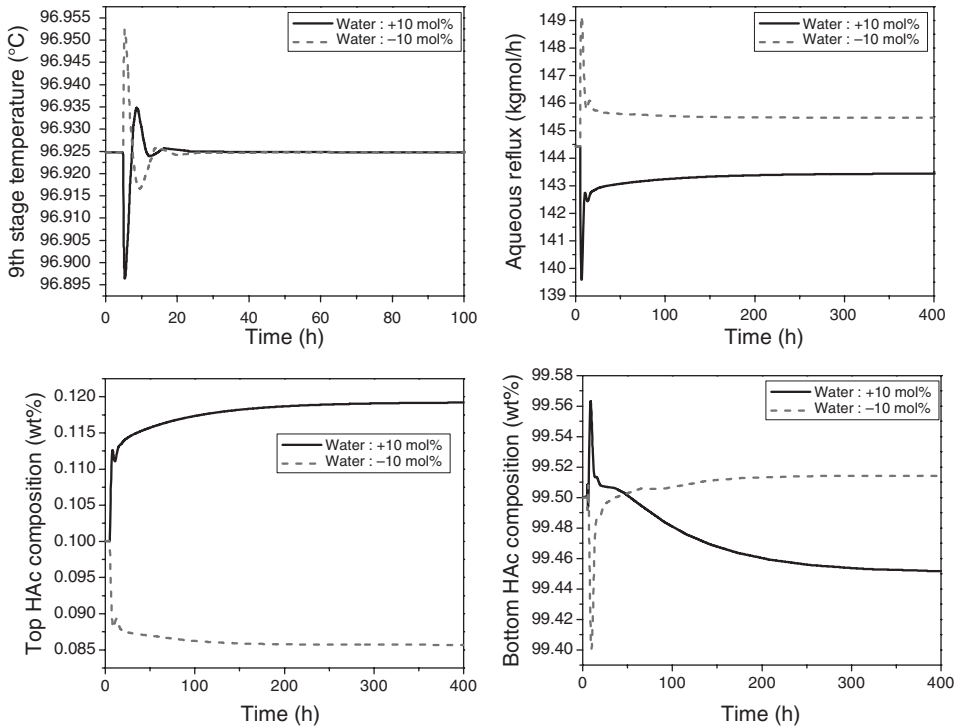 96.955
96.950
96.945
96.940
96.935
96.930
96.925
96.920
96.915
96.910
96.905
96.900
96.895
9th stage temperature (°C)
Water : +10 mol%
Water : −10 mol%
0 20 40 60 80 100
Time (h)
149
148
147
146
145
144
143
142
141
140
139
Aqueous reflux (kgmol/h)
Water : +10 mol%
Water : −10 mol%
0 100 200 300 400
Time (h)
0.120
0.115
0.110
0.100
0.095
0.090
0.085
Top HAc composition (wt%)
Water : +10 mol%
Water : −10 mol%
0 50 100 150 200 250 300 350 400
Time (h)
99.58
99.56
99.54
99.52
99.50
99.48
99.46
99.44
99.42
99.40
Bottom HAc composition (wt%)
Water : +10 mol%
Water : −10 mol%
0 100 200 300 400
Time (h)